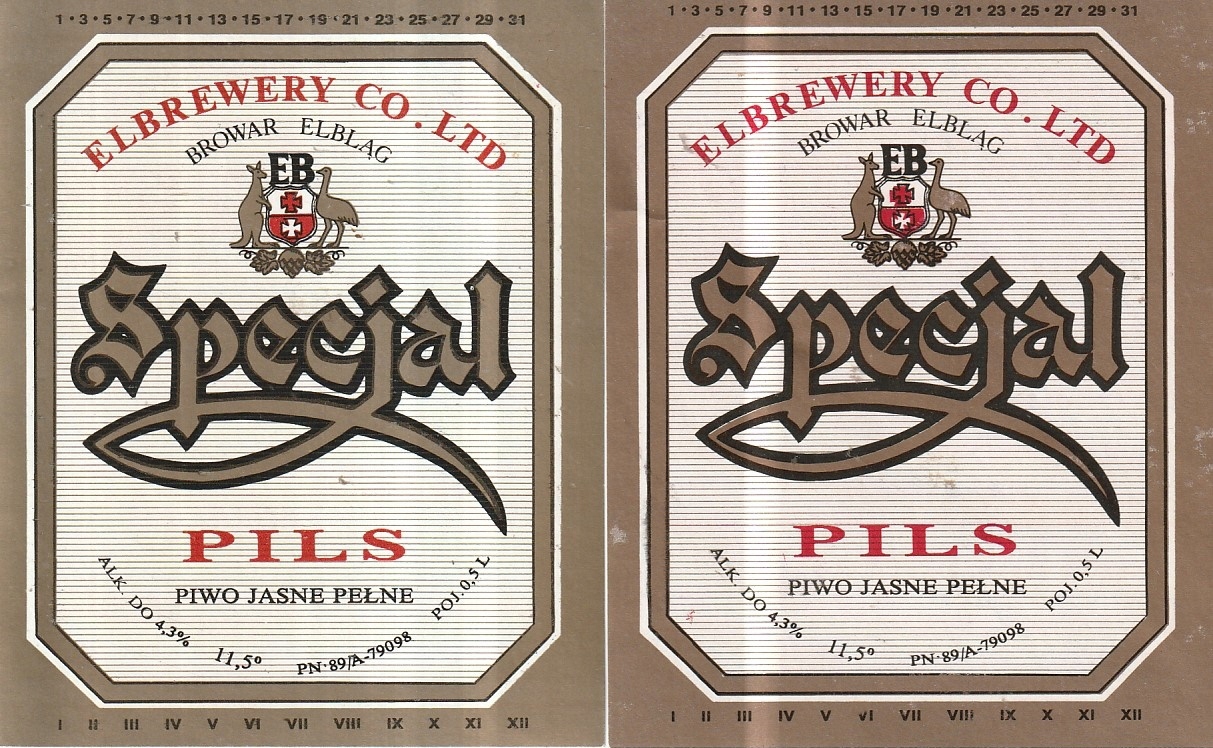 1 · 3 · 5 · 7 · 9 · 11 · 13 · 15 · 17 · 19 · 21 · 23 · 25 · 27 · 29 · 31
ELBREWERY CO. LTD
BROWAR ELBLĄG
EB
Specjal
PILS
PIWO JASNE PEŁNE
ALK. DO 4,3%
11,5º
PN-89/A-79098
POJ. 0,5 L
I II III IV V VI VII VIII IX X XI XII
1 · 3 · 5 · 7 · 9 · 11 · 13 · 15 · 17 · 19 · 21 · 23 · 25 · 27 · 29 · 31
ELBREWERY CO. LTD
BROWAR ELBLĄG
EB
Specjal
PILS
PIWO JASNE PEŁNE
ALK. DO 4,3%
11,5º
PN-89/A-79098
POJ. 0,5 L
I II III IV V VI VII VIII IX X XI XII